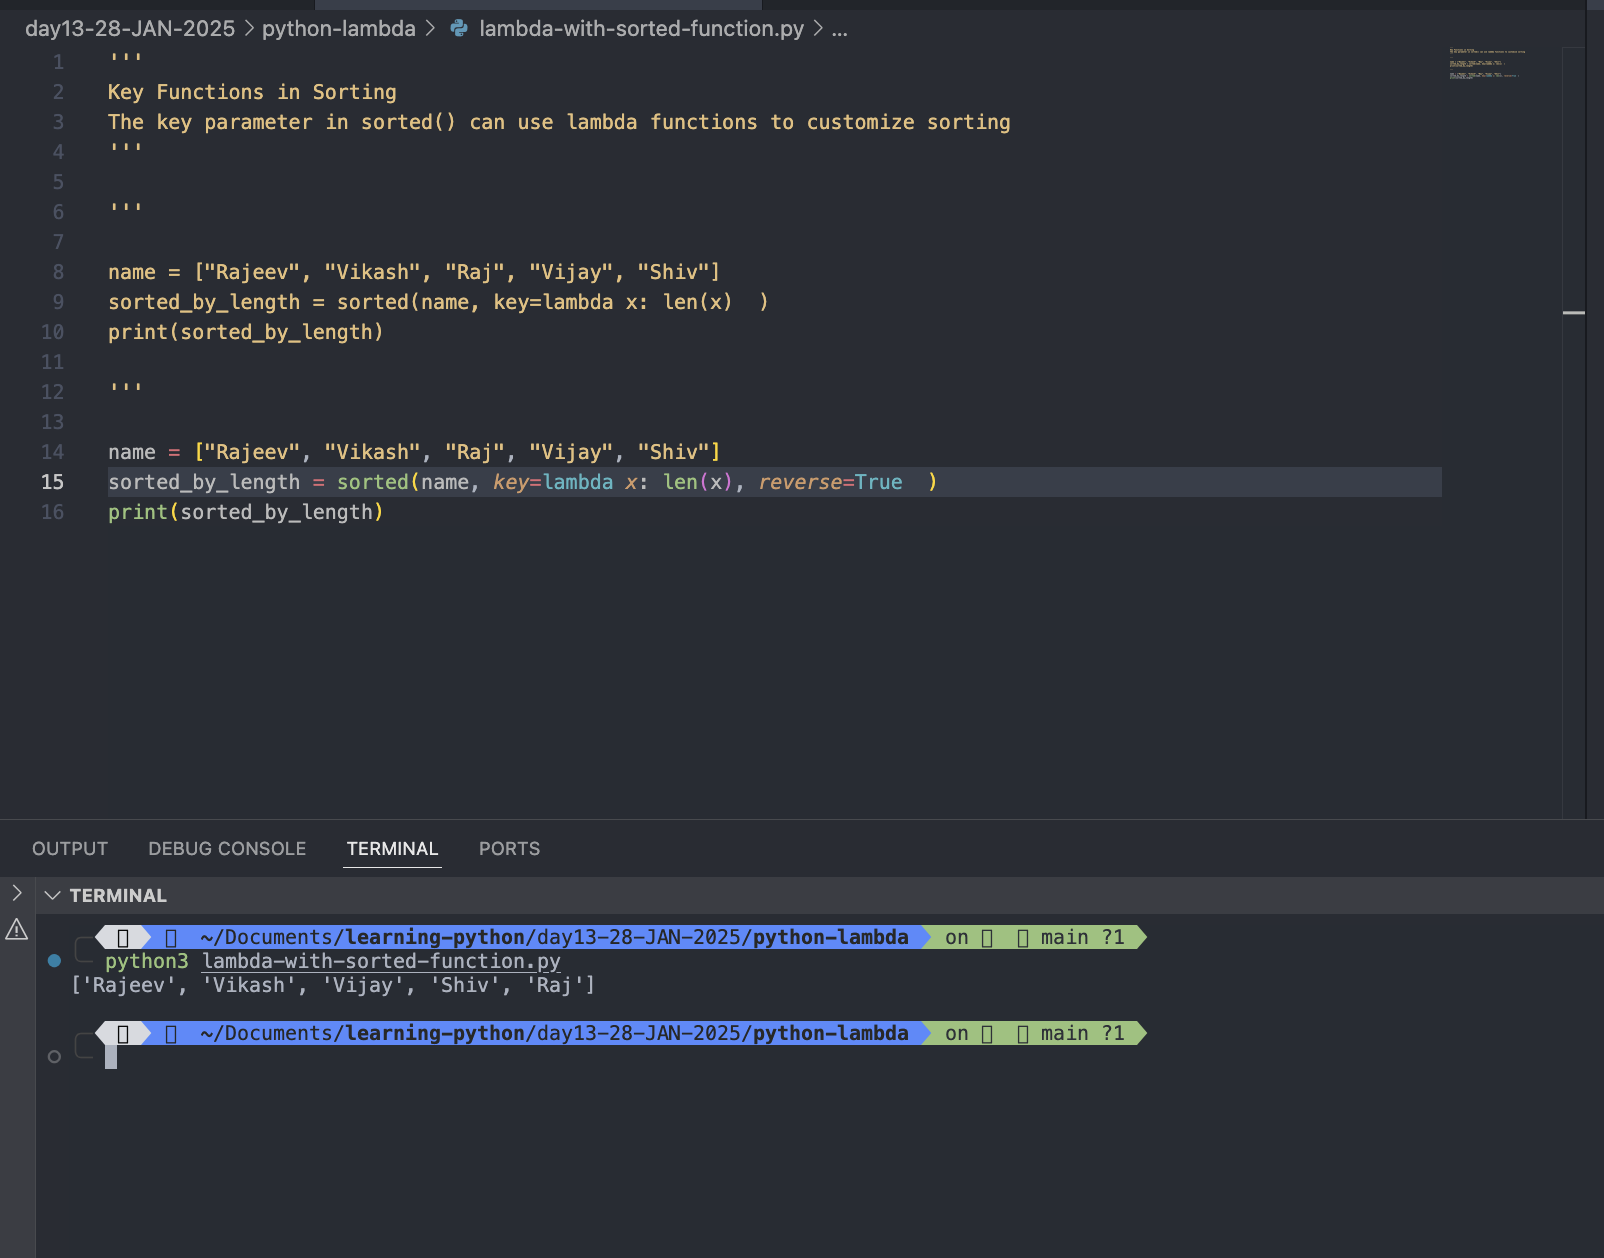 day13-28-JAN-2025 > python-lambda > lambda-with-sorted-function.py > ...
1 '''
2 Key Functions in Sorting
3 The key parameter in sorted() can use lambda functions to customize sorting
4 '''
5
6 '''
7
8 name = ["Rajeev", "Vikash", "Raj", "Vijay", "Shiv"]
9 sorted_by_length = sorted(name, key=lambda x: len(x)  )
10 print(sorted_by_length)
11
12 '''
13
14 name = ["Rajeev", "Vikash", "Raj", "Vijay", "Shiv"]
15 sorted_by_length = sorted(name, key=lambda x: len(x), reverse=True  )
16 print(sorted_by_length)
OUTPUT DEBUG CONSOLE TERMINAL PORTS
TERMINAL
~/Documents/learning-python/day13-28-JAN-2025/python-lambda on main ?1
python3 lambda-with-sorted-function.py
['Rajeev', 'Vikash', 'Vijay', 'Shiv', 'Raj']
~/Documents/learning-python/day13-28-JAN-2025/python-lambda on main ?1